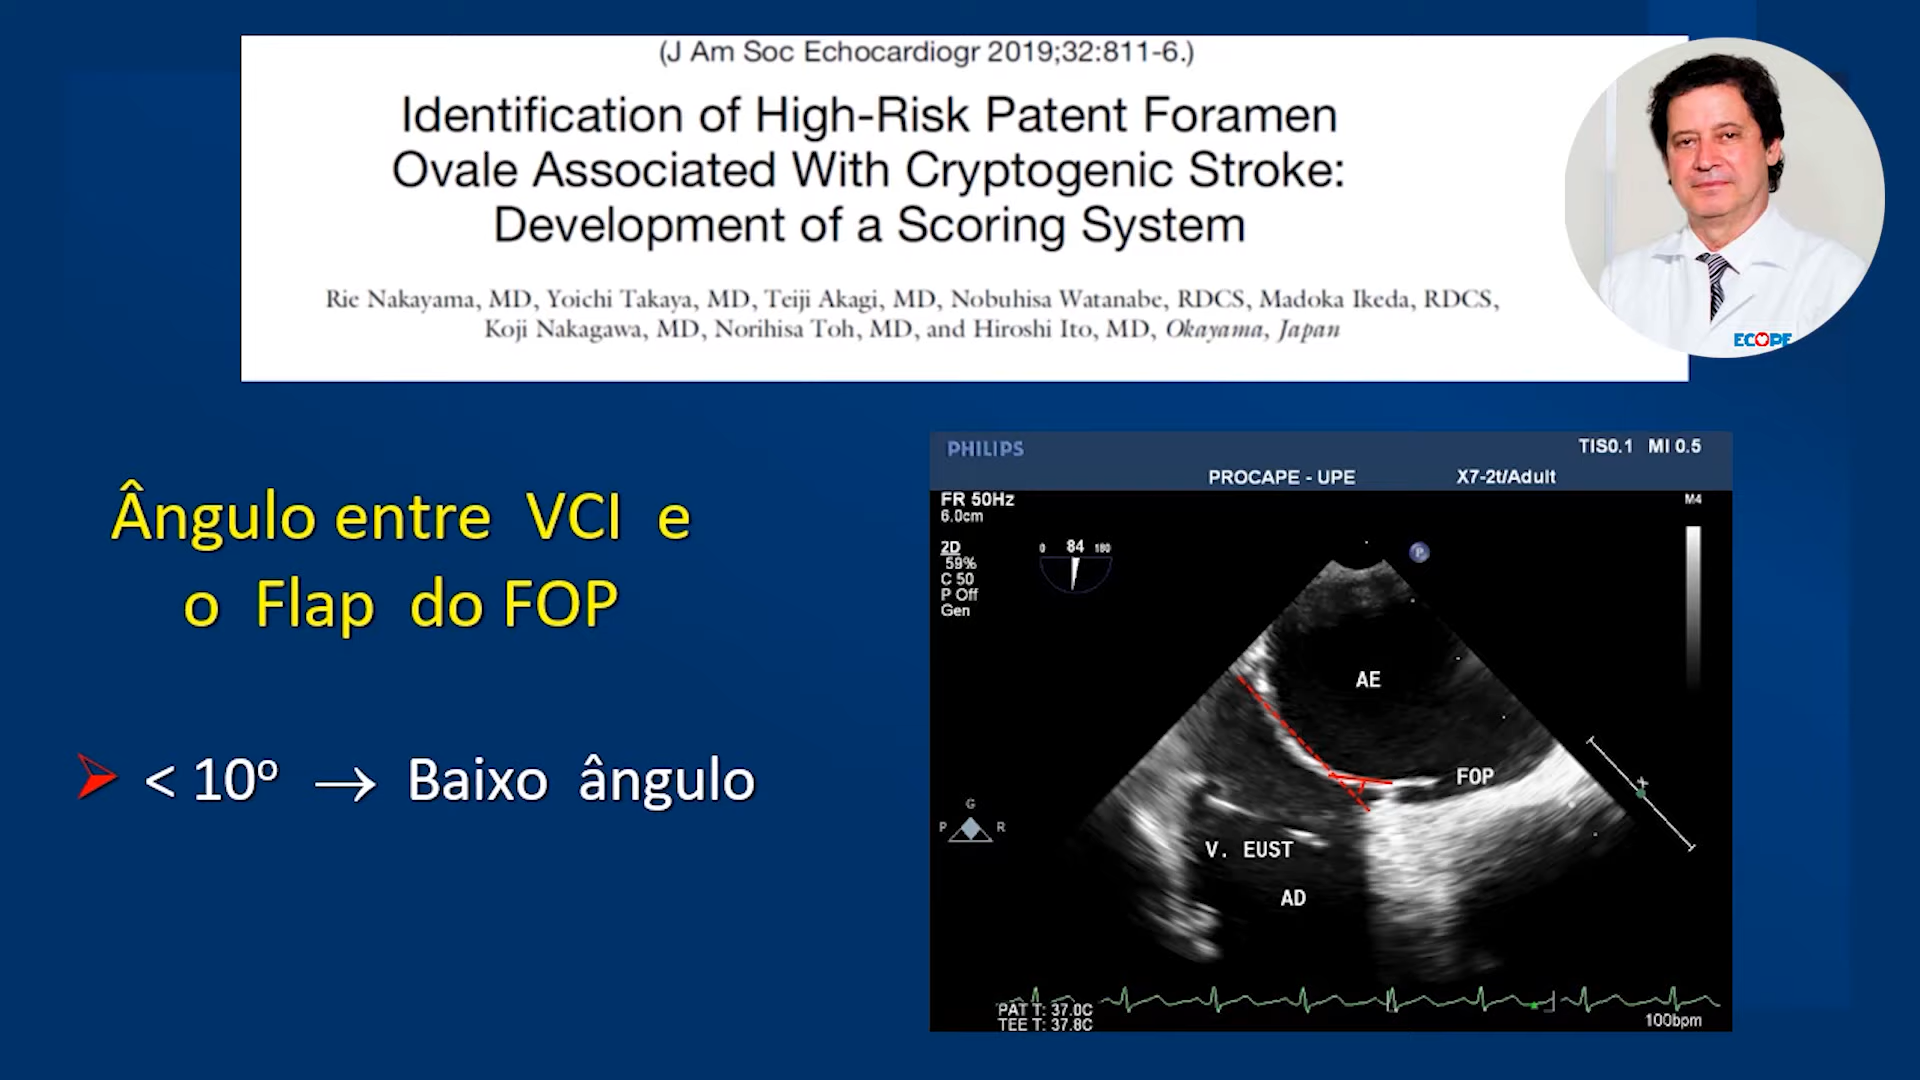 (J Am Soc Echocardiogr 2019;32:811-6.)
Identification of High-Risk Patent Foramen
Ovale Associated With Cryptogenic Stroke:
Development of a Scoring System
Rie Nakayama, MD, Yoichi Takaya, MD, Teiji Akagi, MD, Nobuhisa Watanabe, RDCS, Madoka Ikeda, RDCS,
Koji Nakagawa, MD, Norihisa Toh, MD, and Hiroshi Ito, MD, Okayama, Japan
ECOPE
Ângulo entre VCI e
o Flap do FOP
< 10º → Baixo ângulo
PHILIPS
TIS0.1 MI 0.5
PROCAPE - UPE
X7-2t/Adult
FR 50Hz
6.0cm
M4
2D
59%
C 50
P Off
Gen
0 84 180
P
AE
FOP
G
P R
V. EUST
AD
PAT T: 37.0C
TEE T: 37.8C
100bpm